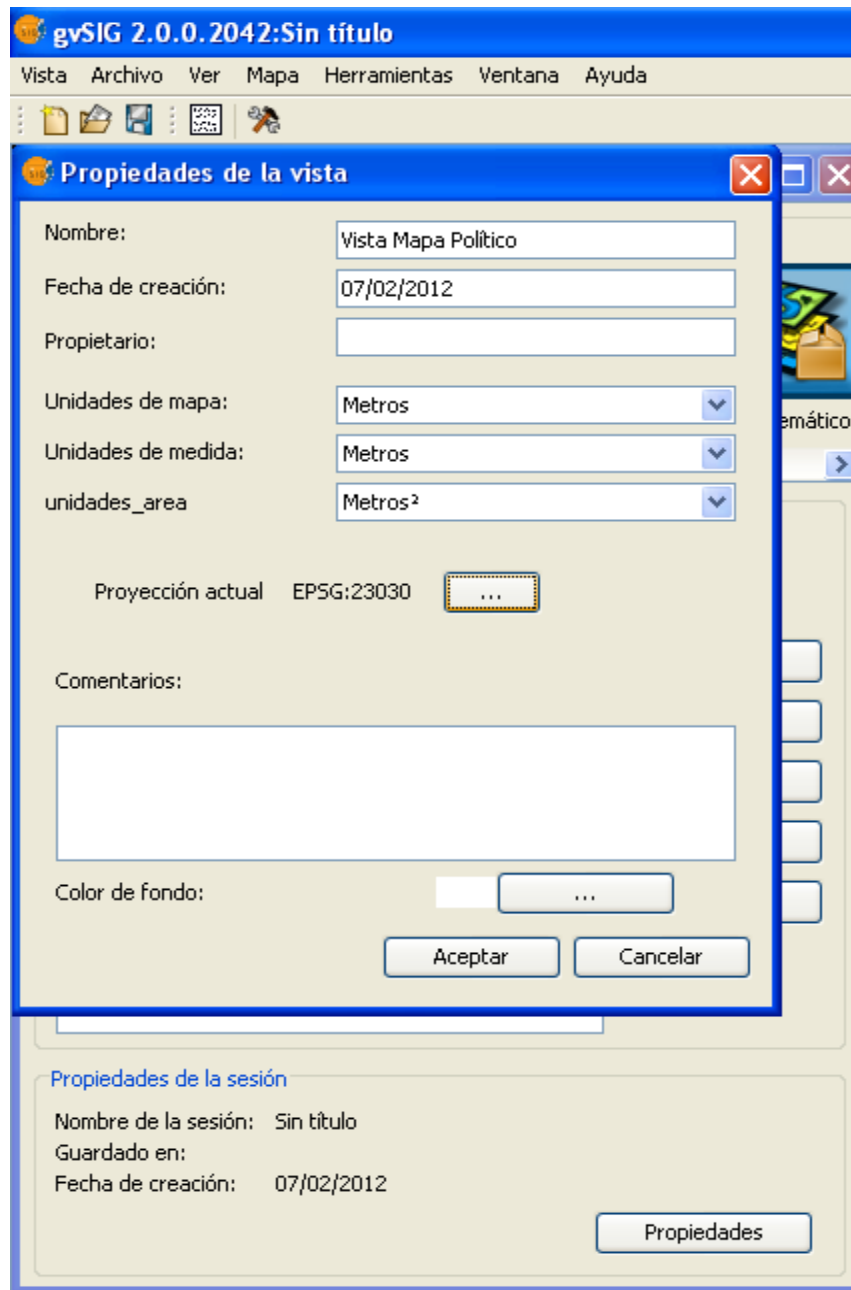 gvSIG 2.0.0.2042:Sin título
Vista Archivo Ver Mapa Herramientas Ventana Ayuda
Propiedades de la vista
Nombre: Vista Mapa Político
Fecha de creación: 07/02/2012
Propietario:
Unidades de mapa: Metros
emático
Unidades de medida: Metros
unidades_area Metros²
Proyección actual EPSG:23030 ...
Comentarios:
Color de fondo: ...
Aceptar Cancelar
Propiedades de la sesión
Nombre de la sesión: Sin título
Guardado en:
Fecha de creación: 07/02/2012
Propiedades